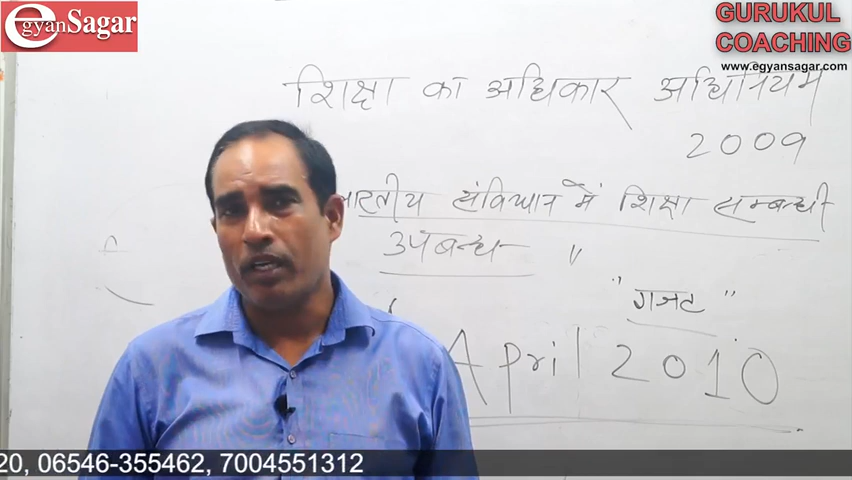 egyanSagar
GURUKUL
COACHING
www.egyansagar.com
शिक्षा का अधिकार अधिनियम
2009
भारतीय संविधान में शिक्षा सम्बन्धी
उपबन्ध "
" गजट "
April 2010
20, 06546-355462, 7004551312